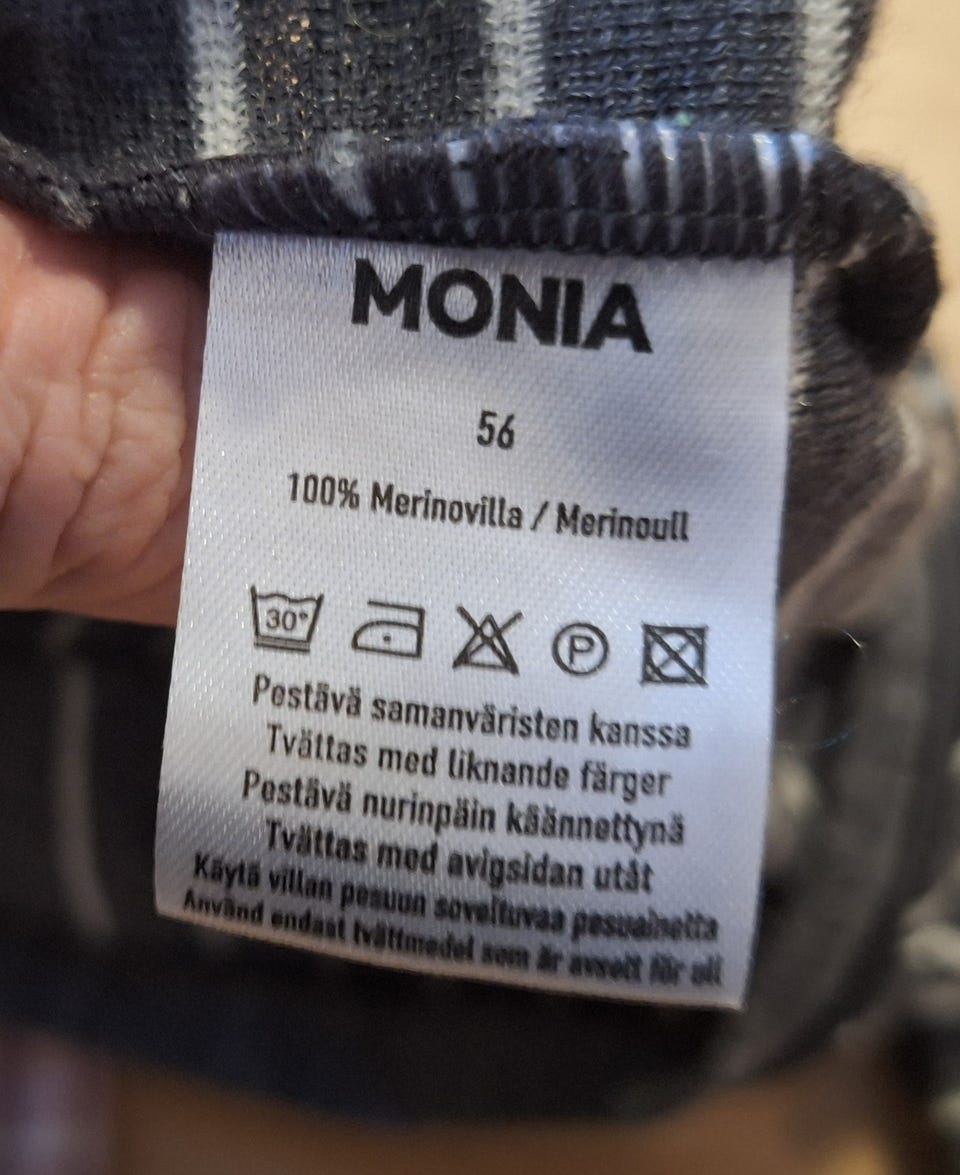 MONIA
56
100% Merinovilla / Merinoull
30° P
Pestävä samanväristen kanssa
Tvättas med liknande färger
Pestävä nurinpäin käännettynä
Tvättas med avigsidan utåt
Käytä villan pesuun soveltuvaa pesuainetta
Använd endast tvättmedel som är avsett för ull